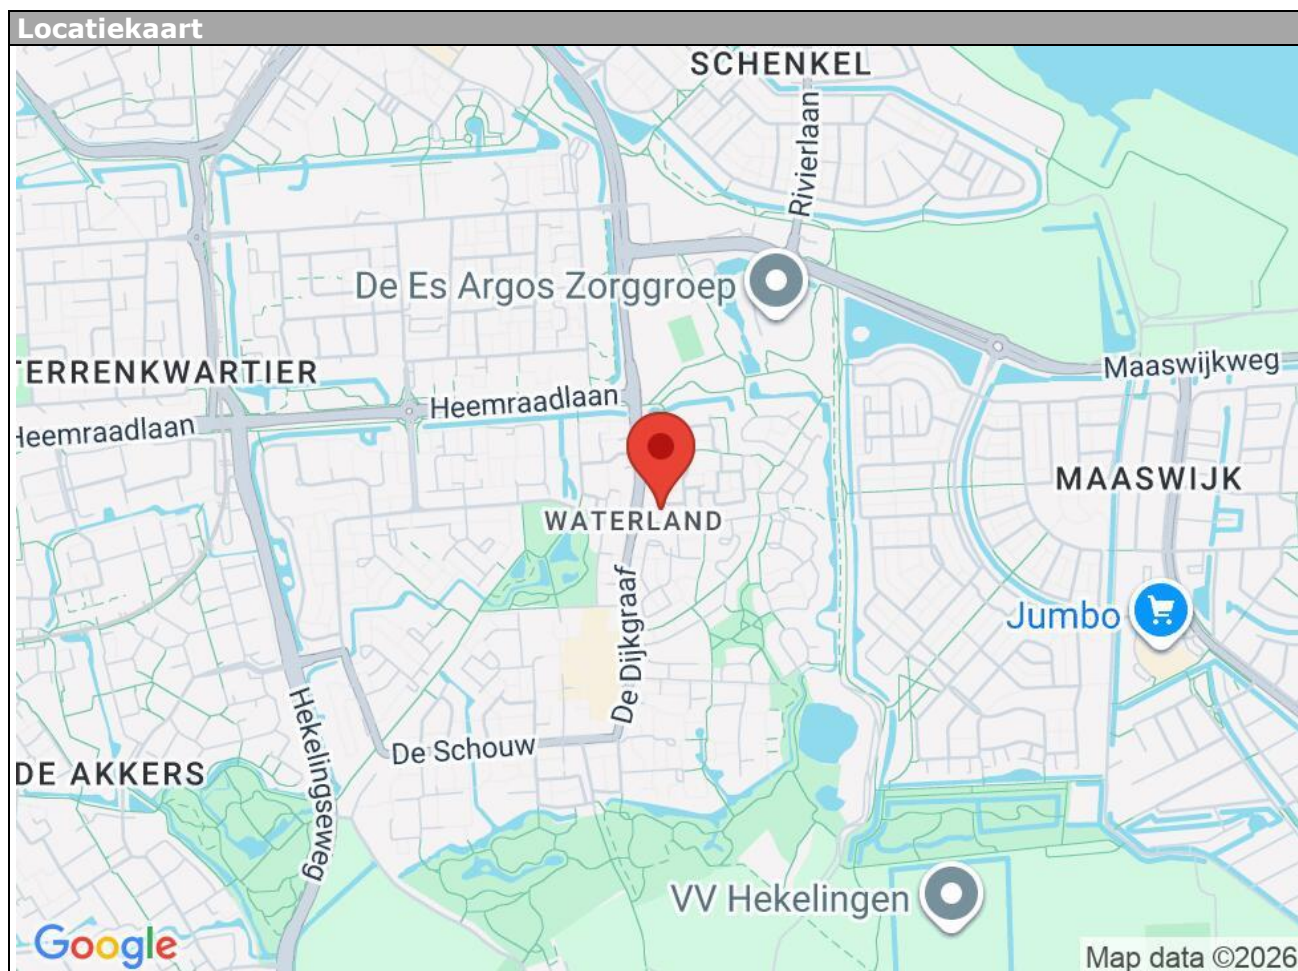 Locatiekaart
SCHENKEL
Rivierlaan
De Es Argos Zorggroep
TERRENKWARTIER
Maaswijkweg
Heemraadlaan
Heemraadlaan
MAASWIJK
WATERLAND
De Dijkgraaf
Jumbo
Hekelingseweg
De Schouw
DE AKKERS
VV Hekelingen
Google
Map data ©2026